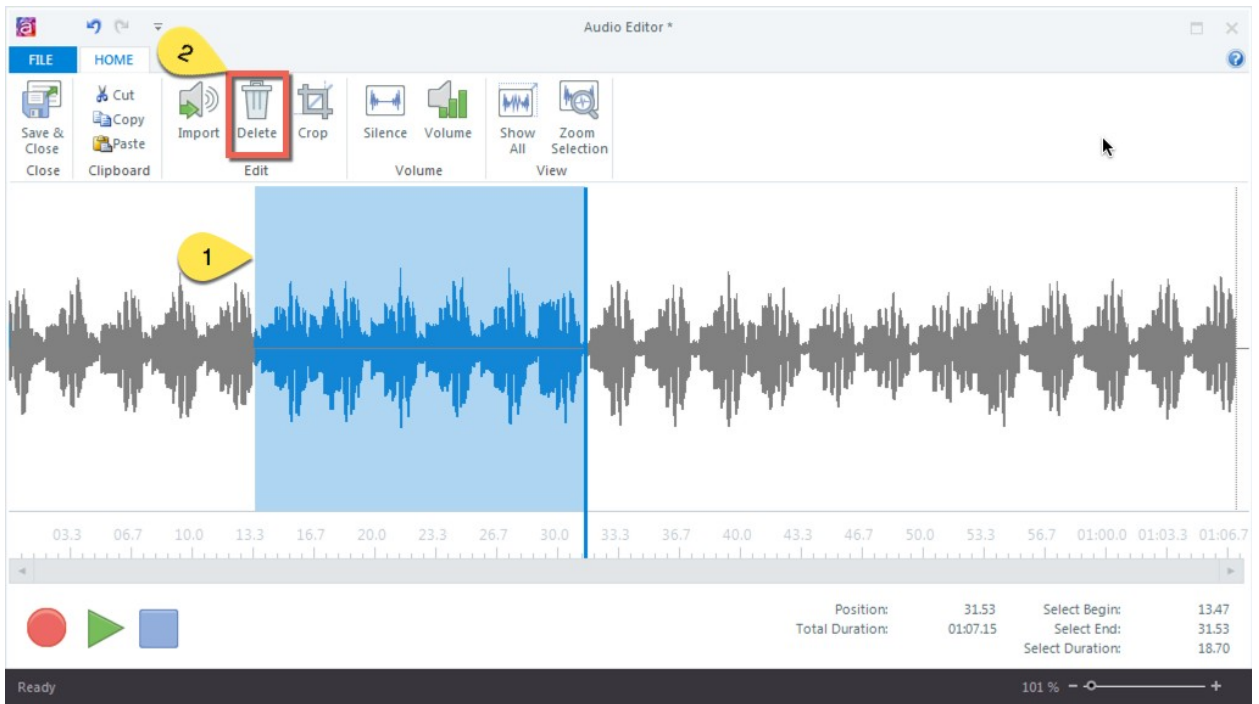 Audio Editor *
FILE HOME
2
Save & Close
Cut
Copy
Paste
Import
Delete
Crop
Silence
Volume
Show All
Zoom Selection
Close Clipboard Edit Volume View
1
03.3 06.7 10.0 13.3 16.7 20.0 23.3 26.7 30.0 33.3 36.7 40.0 43.3 46.7 50.0 53.3 56.7 01:00.0 01:03.3 01:06.7
Position: 31.53 Select Begin: 13.47
Total Duration: 01:07.15 Select End: 31.53
Select Duration: 18.70
Ready 101 %